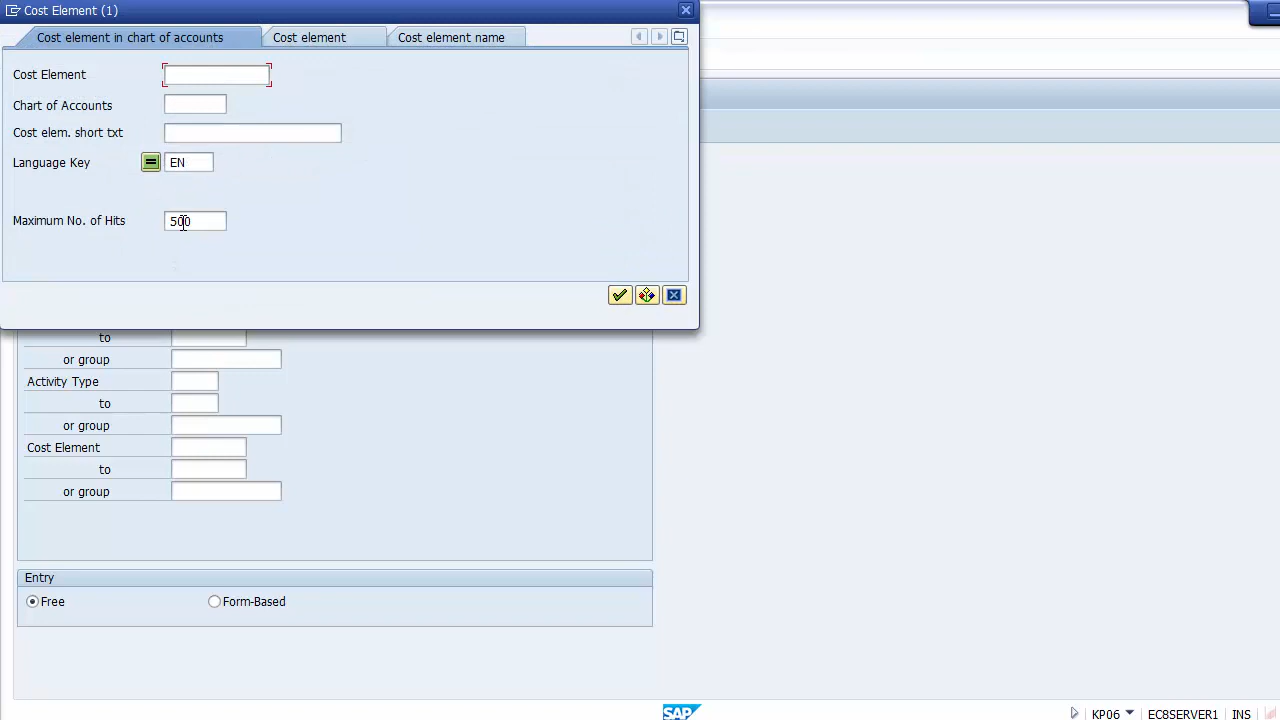 Cost Element (1)
Cost element in chart of accounts
Cost element
Cost element name
Cost Element
Chart of Accounts
Cost elem. short txt
Language Key
EN
Maximum No. of Hits
500
to
or group
Activity Type
to
or group
Cost Element
to
or group
Entry
Free
Form-Based
SAP
KP06
EC8SERVER1
INS